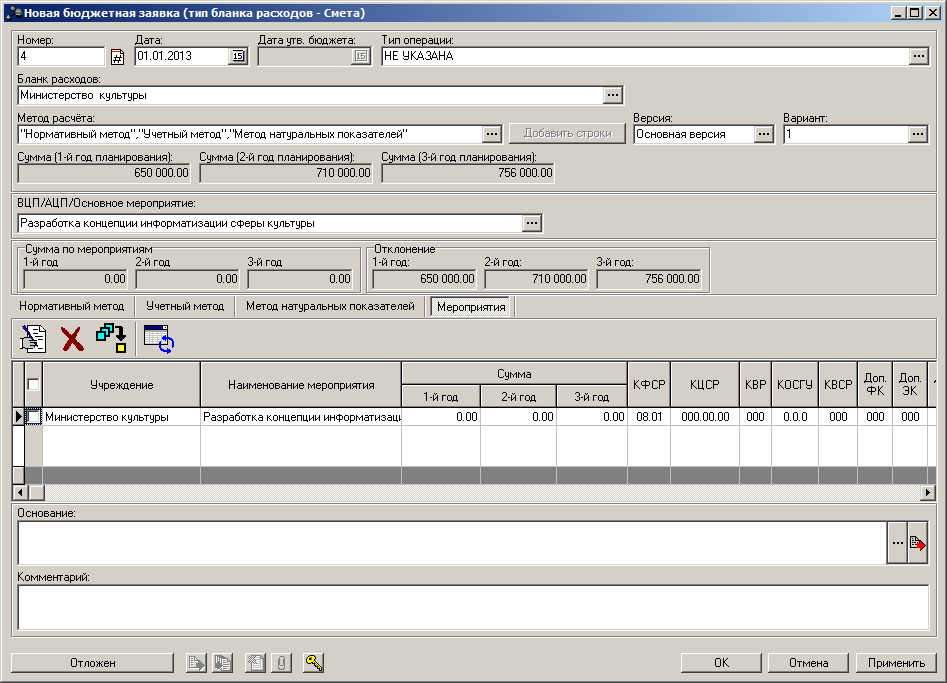 Новая бюджетная заявка (тип бланка расходов - Смета)
Номер: Дата: Дата утв. бюджета: Тип операции:
4 # 01.01.2013 15 15 НЕ УКАЗАНА ...
Бланк расходов:
Министерство культуры ...
Метод расчёта: Версия: Вариант:
"Нормативный метод","Учетный метод","Метод натуральных показателей" ... Добавить строки Основная версия ... 1 ...
Сумма (1-й год планирования): Сумма (2-й год планирования): Сумма (3-й год планирования):
650 000.00 710 000.00 756 000.00
ВЦП/АЦП/Основное мероприятие:
Разработка концепции информатизации сферы культуры ...
Сумма по мероприятиям Отклонение
1-й год 2-й год 3-й год 1-й год: 2-й год: 3-й год:
0.00 0.00 0.00 650 000.00 710 000.00 756 000.00
Нормативный метод Учетный метод Метод натуральных показателей Мероприятия
Учреждение Наименование мероприятия Сумма КФСР КЦСР КВР КОСГУ КВСР Доп. ФК Доп. ЭК
1-й год 2-й год 3-й год
Министерство культуры Разработка концепции информатизаци 0.00 0.00 0.00 08.01 000.00.00 000 0.0.0 000 000 000
Основание:
...
Комментарий:
Отложен OK Отмена Применить